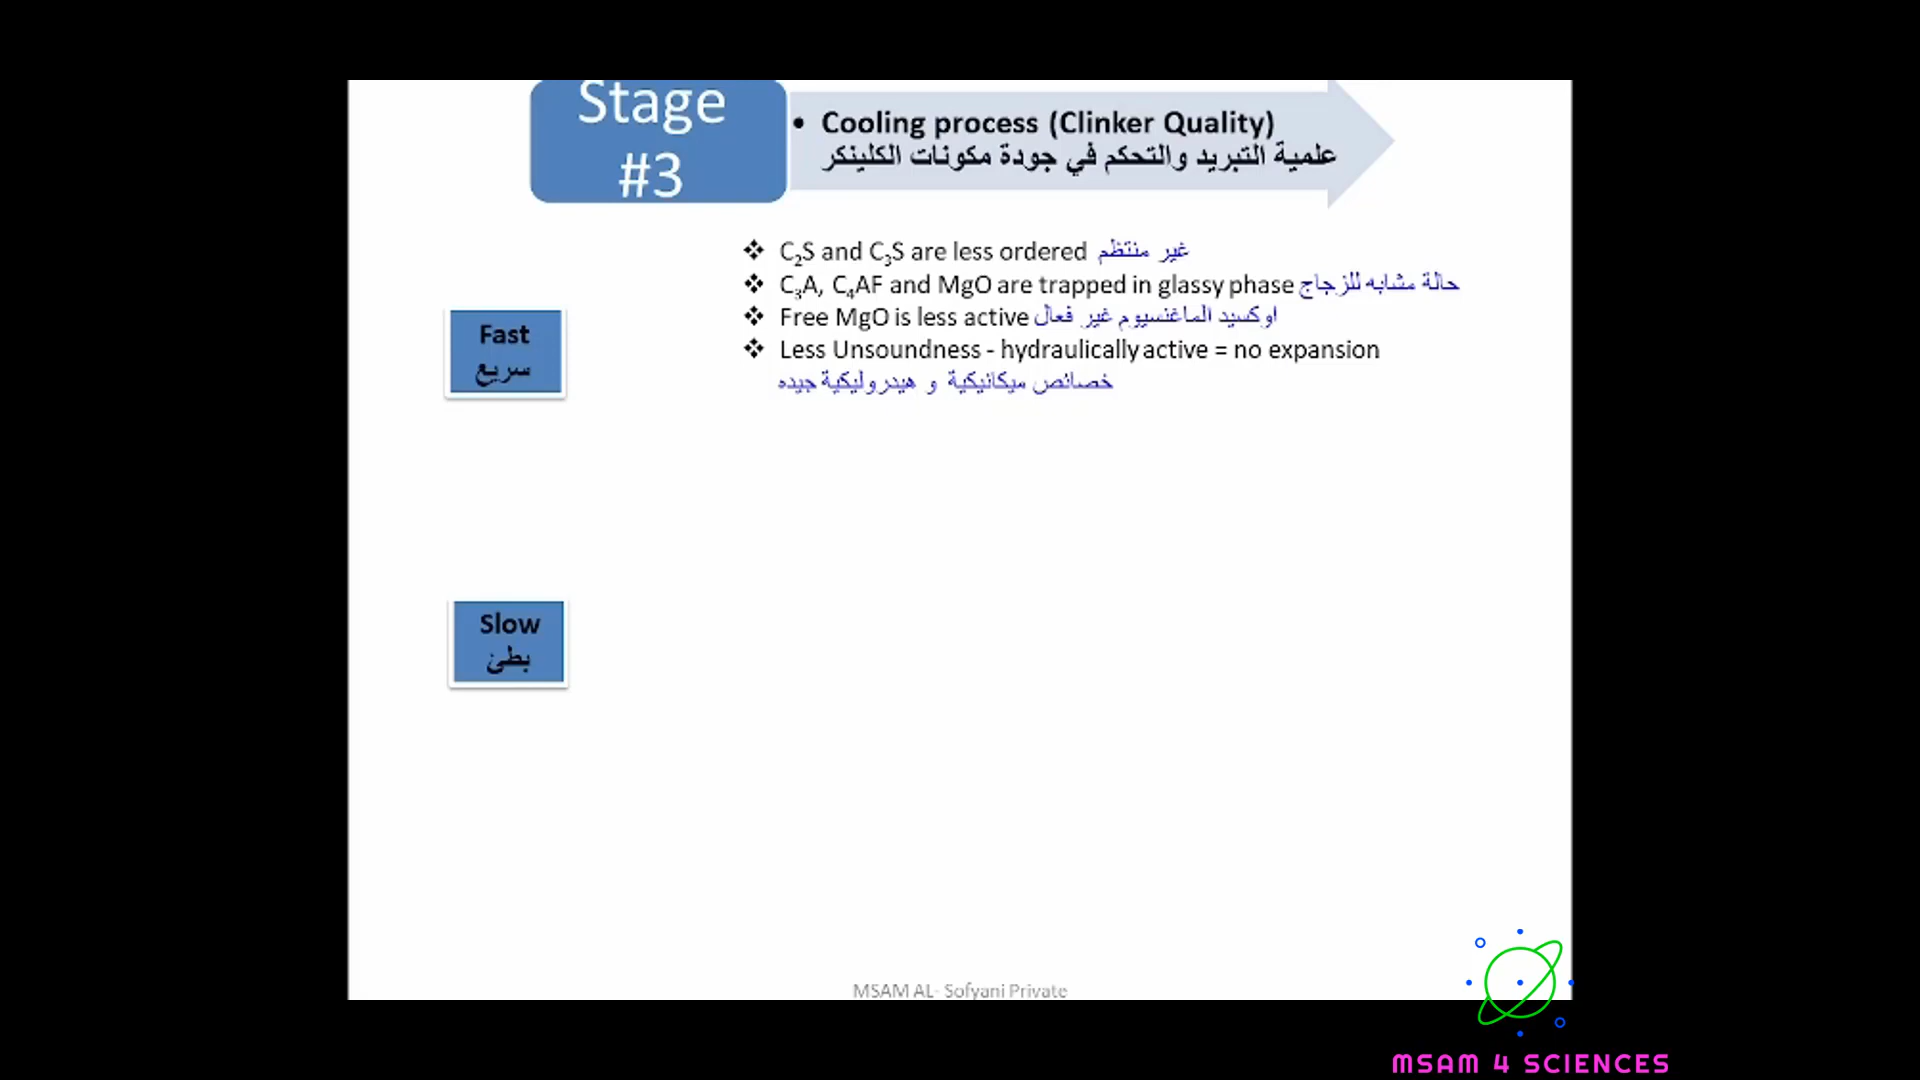 Stage
#3
• Cooling process (Clinker Quality)
علمية التبريد والتحكم في جودة مكونات الكلينكر
❖ C₂S and C₃S are less ordered غير منتظم
❖ C₃A, C₄AF and MgO are trapped in glassy phase حالة مشابه للزجاج
❖ Free MgO is less active اوكسيد الماغنسيوم غير فعال
❖ Less Unsoundness - hydraulically active = no expansion
خصائص ميكانيكية و هيدروليكية جيده
Fast
سريع
Slow
بطئ
MSAM AL- Sofyani Private
MSAM 4 SCIENCES